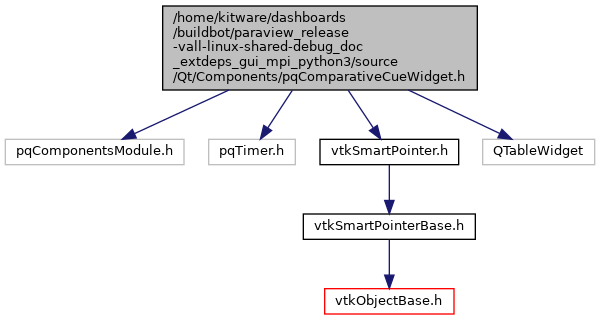 /home/kitware/dashboards
/buildbot/paraview_release
-vall-linux-shared-debug_doc
_extdeps_gui_mpi_python3/source
/Qt/Components/pqComparativeCueWidget.h
pqComponentsModule.h
pqTimer.h
vtkSmartPointer.h
QTableWidget
vtkSmartPointerBase.h
vtkObjectBase.h